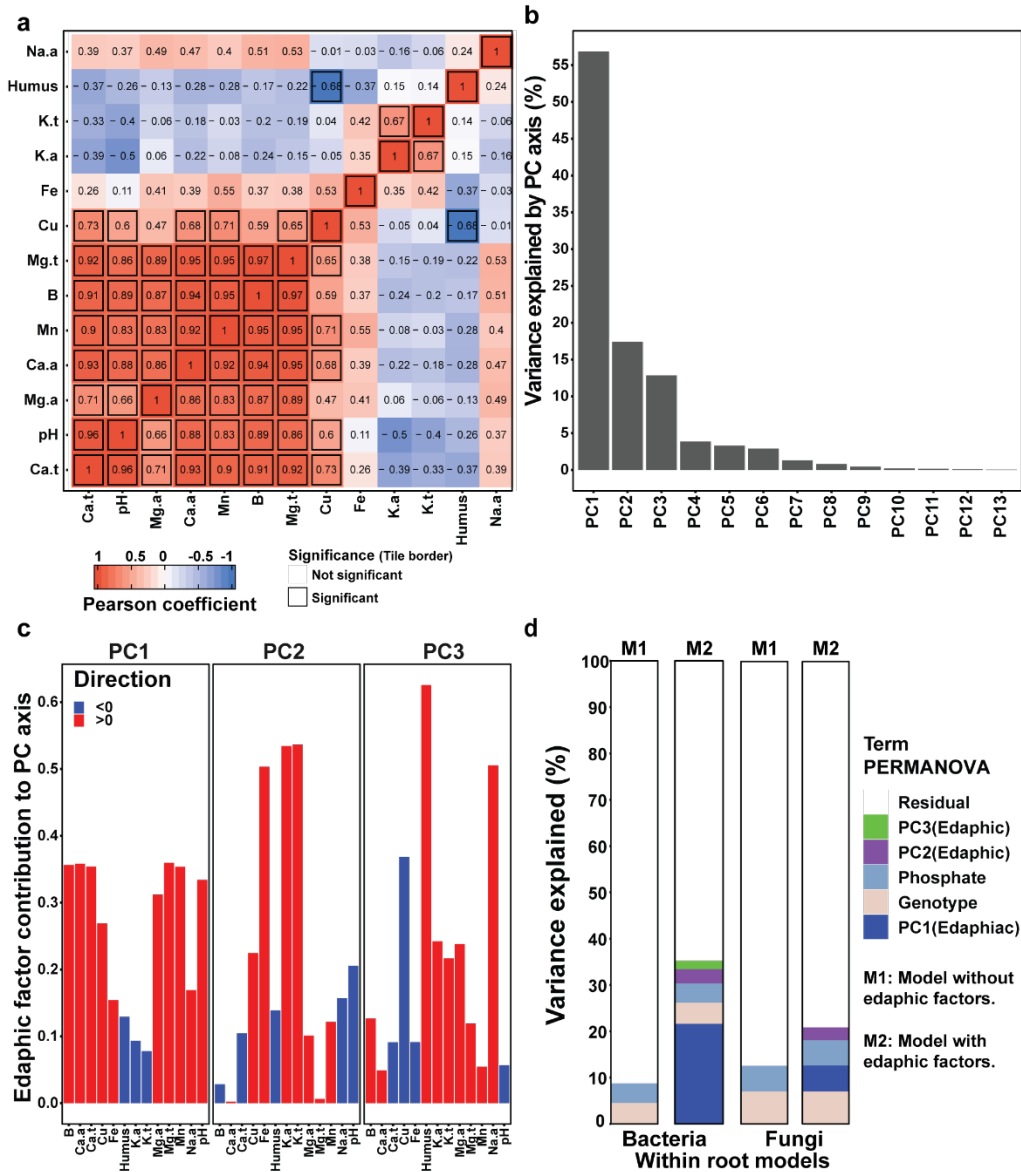 a
Na.a 0.39 0.37 0.49 0.47 0.4 0.51 0.53 −0.01 −0.03 −0.16 −0.06 0.24 1
Humus −0.37 −0.26 −0.13 −0.28 −0.28 −0.17 −0.22 −0.68 −0.37 0.15 0.14 1 0.24
K.t −0.33 −0.4 −0.06 −0.18 −0.03 −0.2 −0.19 −0.04 0.42 0.67 1 0.14 −0.06
K.a −0.39 −0.5 0.06 −0.22 −0.08 −0.24 −0.15 −0.05 0.35 1 0.67 0.15 −0.16
Fe 0.26 0.11 0.41 0.39 0.55 0.37 0.38 0.53 1 0.35 0.42 −0.37 −0.03
Cu 0.73 0.6 0.47 0.68 0.71 0.59 0.65 1 0.53 −0.05 −0.04 −0.68 −0.01
Mg.t 0.92 0.86 0.89 0.95 0.95 0.97 1 0.65 0.38 −0.15 −0.19 −0.22 0.53
B 0.91 0.89 0.87 0.94 0.95 1 0.97 0.59 0.37 −0.24 −0.2 −0.17 0.51
Mn 0.9 0.83 0.83 0.92 1 0.95 0.95 0.71 0.55 −0.08 −0.03 −0.28 0.4
Ca.a 0.93 0.88 0.86 1 0.92 0.94 0.95 0.68 0.39 −0.22 −0.18 −0.28 0.47
Mg.a 0.71 0.66 1 0.86 0.83 0.87 0.89 0.47 0.41 0.06 −0.06 −0.13 0.49
pH 0.96 1 0.66 0.88 0.83 0.89 0.86 0.6 0.11 −0.5 −0.4 −0.26 0.37
Ca.t 1 0.96 0.71 0.93 0.9 0.91 0.92 0.73 0.26 −0.39 −0.33 −0.37 0.39
Ca.t pH Mg.a Ca.a Mn B Mg.t Cu Fe K.a K.t Humus Na.a
1 0.5 0 -0.5 -1
Pearson coefficient
Significance (Tile border)
Not significant
Significant
b
Variance explained by PC axis (%)
55
50
45
40
35
30
25
20
15
10
5
0
PC1 PC2 PC3 PC4 PC5 PC6 PC7 PC8 PC9 PC10 PC11 PC12 PC13
c
PC1 PC2 PC3
Edaphic factor contribution to PC axis
Direction
<0
>0
0.6
0.5
0.4
0.3
0.2
0.1
0.0
B Ca.a Ca.t Cu Fe Humus K.a K.t Mg.a Mg.t Mn Na.a pH
B Ca.a Ca.t Cu Fe Humus K.a K.t Mg.a Mg.t Mn Na.a pH
B Ca.a Ca.t Cu Fe Humus K.a K.t Mg.a Mg.t Mn Na.a pH
d
M1 M2 M1 M2
Variance explained (%)
100
90
80
70
60
50
40
30
20
10
0
Bacteria Fungi
Within root models
Term
PERMANOVA
Residual
PC3(Edaphic)
PC2(Edaphic)
Phosphate
Genotype
PC1(Edaphiac)
M1: Model without
edaphic factors.
M2: Model with
edaphic factors.